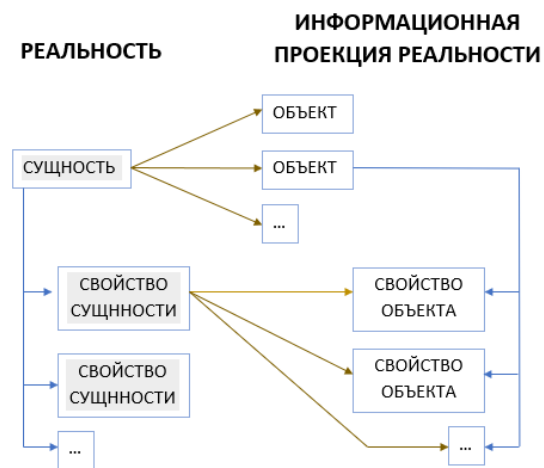 РЕАЛЬНОСТЬ
ИНФОРМАЦИОННАЯ
ПРОЕКЦИЯ РЕАЛЬНОСТИ
ОБЪЕКТ
СУЩНОСТЬ
ОБЪЕКТ
...
СВОЙСТВО
СУЩННОСТИ
СВОЙСТВО
ОБЪЕКТА
СВОЙСТВО
СУЩННОСТИ
СВОЙСТВО
ОБЪЕКТА
...
...